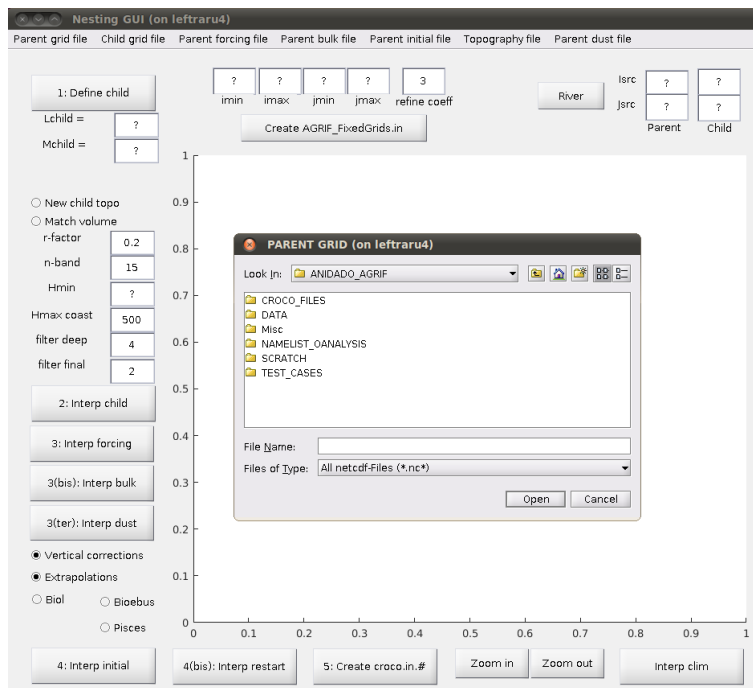 Nesting GUI (on leftraru4)
Parent grid file Child grid file Parent forcing file Parent bulk file Parent initial file Topography file Parent dust file
1: Define child
? ? ? ? 3
imin imax jmin jmax refine coeff
Create AGRIF_FixedGrids.in
River
Isrc ? ?
Jsrc ? ?
Parent Child
Lchild = ?
Mchild = ?
New child topo
Match volume
r-factor 0.2
n-band 15
Hmin ?
Hmax coast 500
filter deep 4
filter final 2
2: Interp child
3: Interp forcing
3(bis): Interp bulk
3(ter): Interp dust
Vertical corrections
Extrapolations
Biol Bioebus
Pisces
1
0.9
0.8
0.7
0.6
0.5
0.4
0.3
0.2
0.1
0
0 0.1 0.2 0.3 0.4 0.5 0.6 0.7 0.8 0.9 1
PARENT GRID (on leftraru4)
Look In: ANIDADO_AGRIF
CROCO_FILES
DATA
Misc
NAMELIST_OANALYSIS
SCRATCH
TEST_CASES
File Name:
Files of Type: All netcdf-Files (*.nc*)
Open Cancel
4: Interp initial 4(bis): Interp restart 5: Create croco.in.# Zoom in Zoom out Interp clim